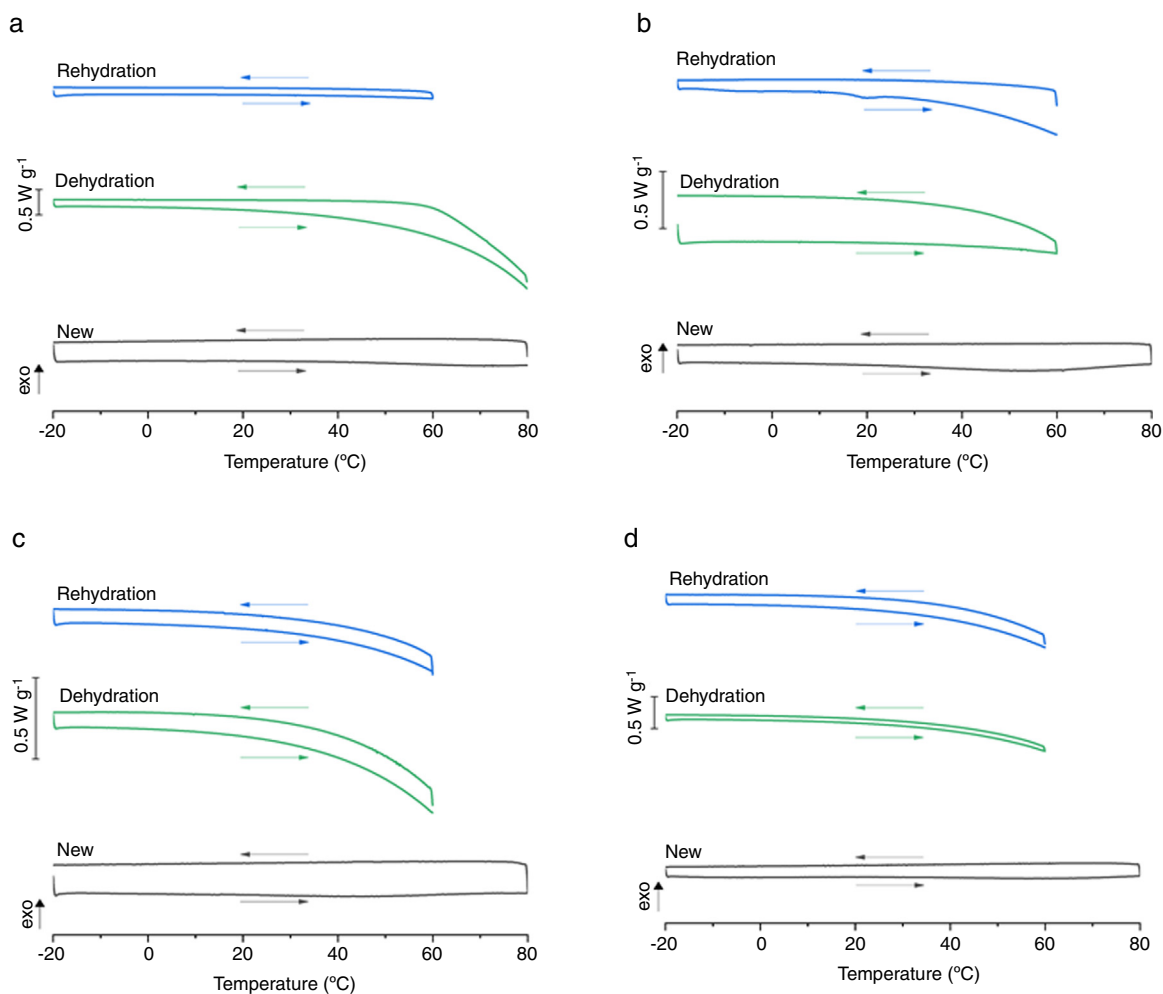 a
Rehydration
Dehydration
0.5 W g⁻¹
New
exo
-20 0 20 40 60 80
Temperature (ºC)
b
Rehydration
Dehydration
0.5 W g⁻¹
New
exo
-20 0 20 40 60 80
Temperature (ºC)
c
Rehydration
Dehydration
0.5 W g⁻¹
New
exo
-20 0 20 40 60 80
Temperature (ºC)
d
Rehydration
Dehydration
0.5 W g⁻¹
New
exo
-20 0 20 40 60 80
Temperature (ºC)